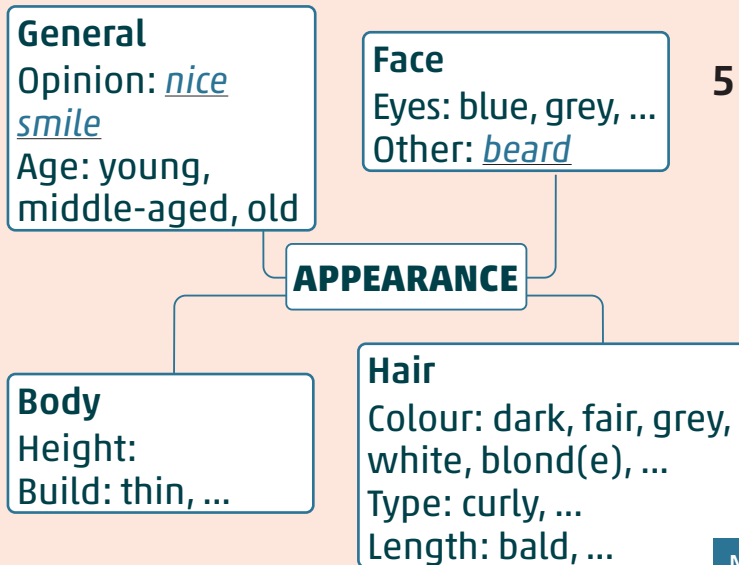 General
Opinion: nice
smile
Age: young,
middle-aged, old
Face
Eyes: blue, grey, ...
Other: beard
5
APPEARANCE
Body
Height:
Build: thin, ...
Hair
Colour: dark, fair, grey,
white, blond(e), ...
Type: curly, ...
Length: bald, ...